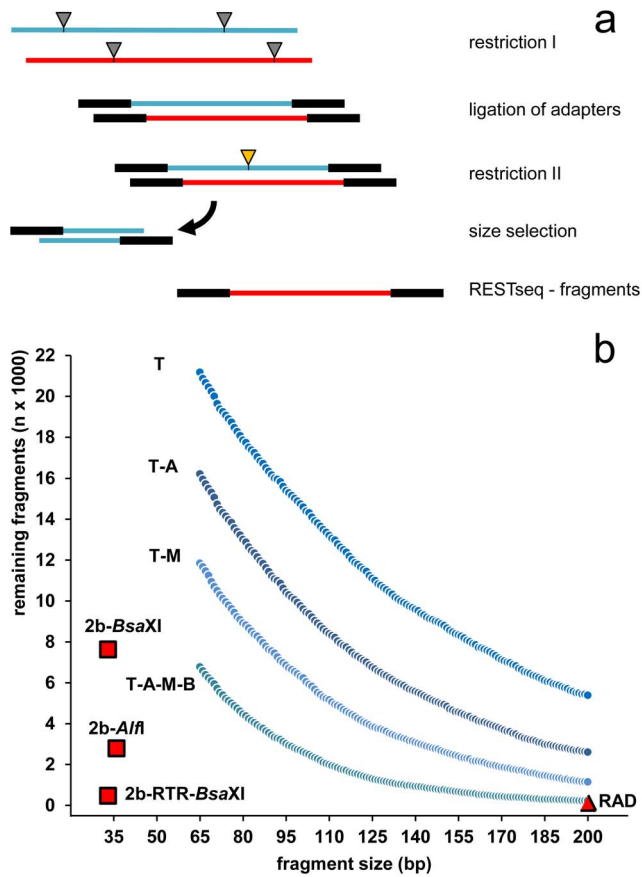 a
restriction I
ligation of adapters
restriction II
size selection
RESTseq - fragments
b
remaining fragments (n x 1000)
22
20
18
16
14
12
10
8
6
4
2
0
T
T-A
T-M
T-A-M-B
2b-BsaXI
2b-AlfI
2b-RTR-BsaXI
RAD
35 65 80 95 110 125 140 155 170 185 200
fragment size (bp)